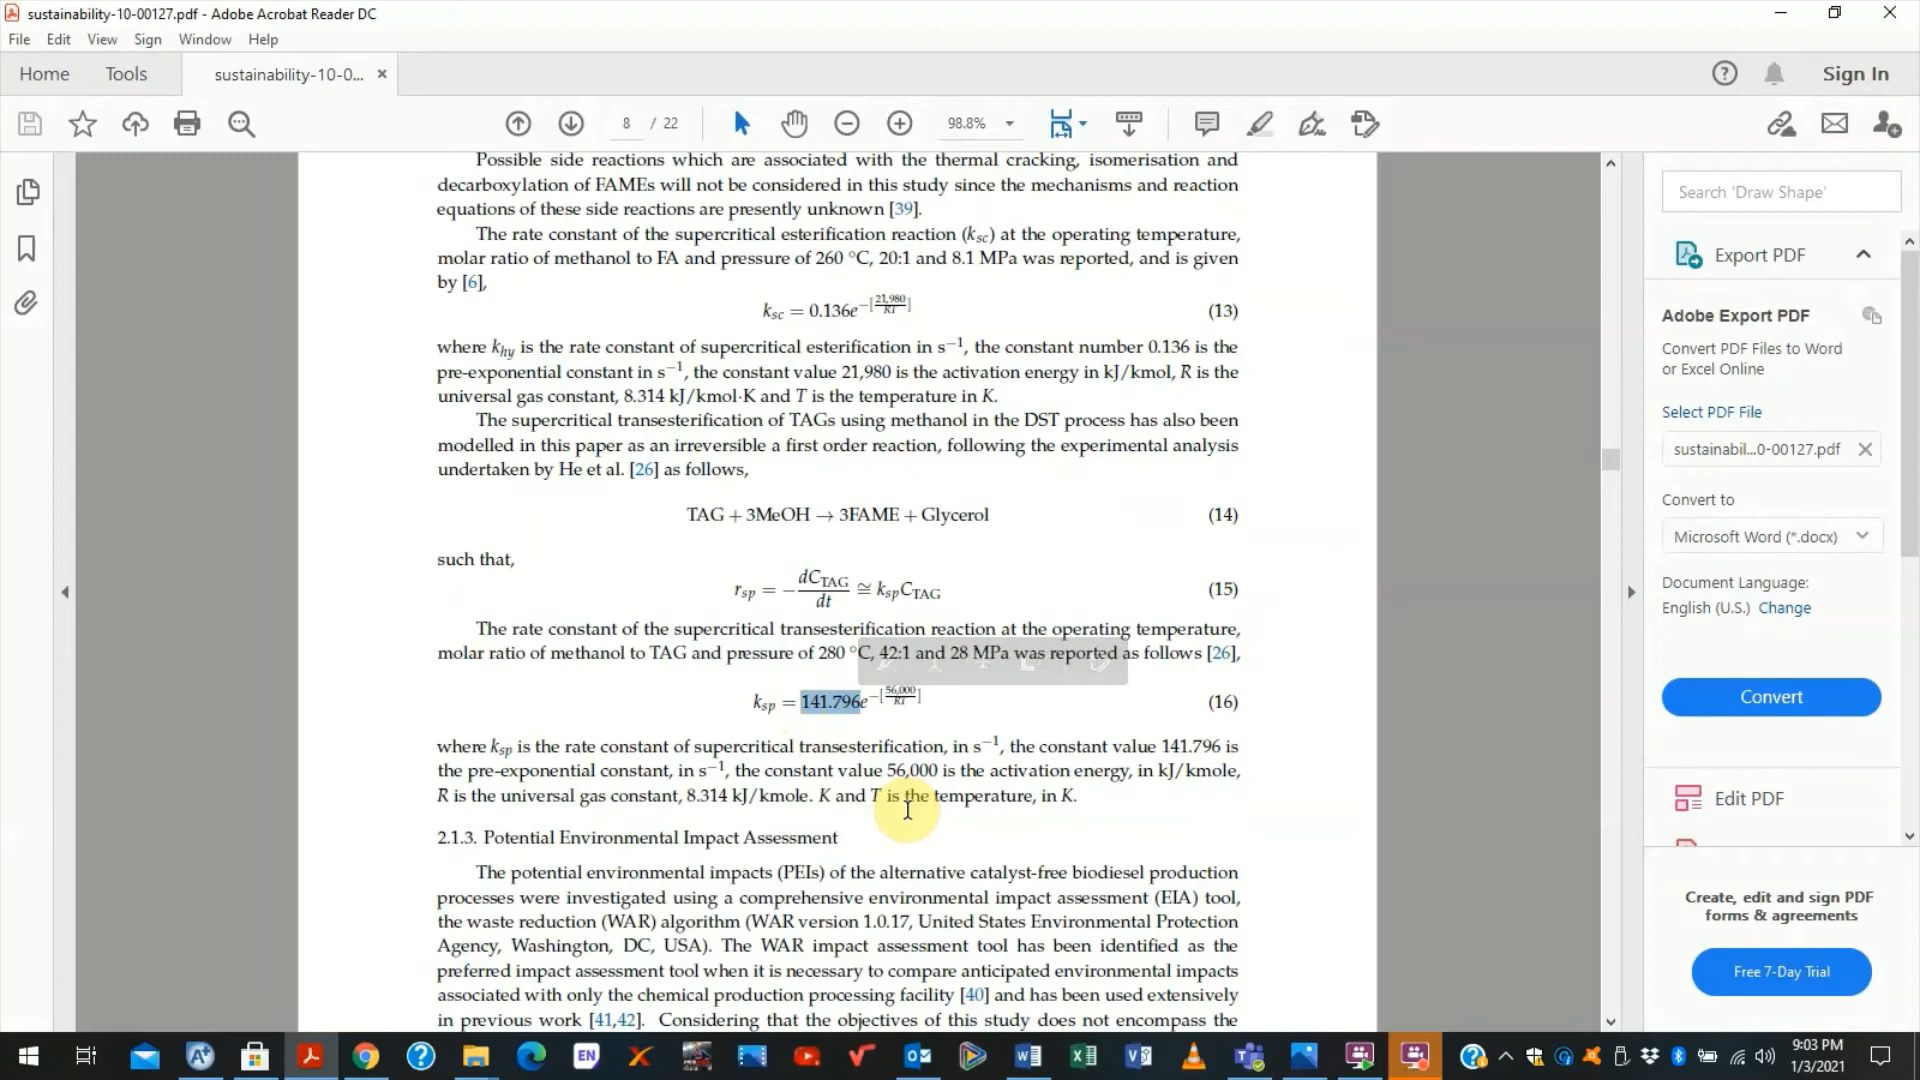 sustainability-10-00127.pdf - Adobe Acrobat Reader DC
File Edit View Sign Window Help
Home Tools sustainability-10-0... ×
Sign In
8 / 22
98.8%
Possible side reactions which are associated with the thermal cracking, isomerisation and
decarboxylation of FAMEs will not be considered in this study since the mechanisms and reaction
equations of these side reactions are presently unknown [39].
The rate constant of the supercritical esterification reaction (k_sc) at the operating temperature,
molar ratio of methanol to FA and pressure of 260 °C, 20:1 and 8.1 MPa was reported, and is given
by [6],
k_sc = 0.136e^−[21,980/RT] (13)
where k_hy is the rate constant of supercritical esterification in s⁻¹, the constant number 0.136 is the
pre-exponential constant in s⁻¹, the constant value 21,980 is the activation energy in kJ/kmol, R is the
universal gas constant, 8.314 kJ/kmol·K and T is the temperature in K.
The supercritical transesterification of TAGs using methanol in the DST process has also been
modelled in this paper as an irreversible a first order reaction, following the experimental analysis
undertaken by He et al. [26] as follows,
TAG + 3MeOH → 3FAME + Glycerol (14)
such that,
r_sp = −dC_TAG/dt ≅ k_sp C_TAG (15)
The rate constant of the supercritical transesterification reaction at the operating temperature,
molar ratio of methanol to TAG and pressure of 280 °C, 42:1 and 28 MPa was reported as follows [26],
k_sp = 141.796e^−[56,000/RT] (16)
where k_sp is the rate constant of supercritical transesterification, in s⁻¹, the constant value 141.796 is
the pre-exponential constant, in s⁻¹, the constant value 56,000 is the activation energy, in kJ/kmole,
R is the universal gas constant, 8.314 kJ/kmole. K and T is the temperature, in K.
2.1.3. Potential Environmental Impact Assessment
The potential environmental impacts (PEIs) of the alternative catalyst-free biodiesel production
processes were investigated using a comprehensive environmental impact assessment (EIA) tool,
the waste reduction (WAR) algorithm (WAR version 1.0.17, United States Environmental Protection
Agency, Washington, DC, USA). The WAR impact assessment tool has been identified as the
preferred impact assessment tool when it is necessary to compare anticipated environmental impacts
associated with only the chemical production processing facility [40] and has been used extensively
in previous work [41,42]. Considering that the objectives of this study does not encompass the
Search 'Draw Shape'
Export PDF
Adobe Export PDF
Convert PDF Files to Word
or Excel Online
Select PDF File
sustainabil...0-00127.pdf
Convert to
Microsoft Word (*.docx)
Document Language:
English (U.S.) Change
Convert
Edit PDF
Create, edit and sign PDF
forms & agreements
Free 7-Day Trial
EN
9:03 PM
1/3/2021